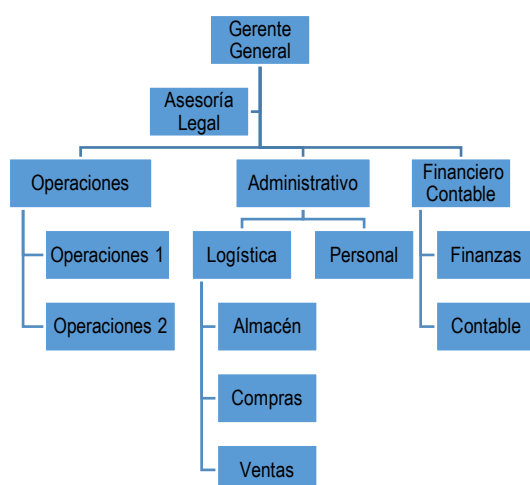 Gerente
General
Asesoría
Legal
Operaciones
Administrativo
Financiero
Contable
Operaciones 1
Logística
Personal
Finanzas
Operaciones 2
Almacén
Contable
Compras
Ventas